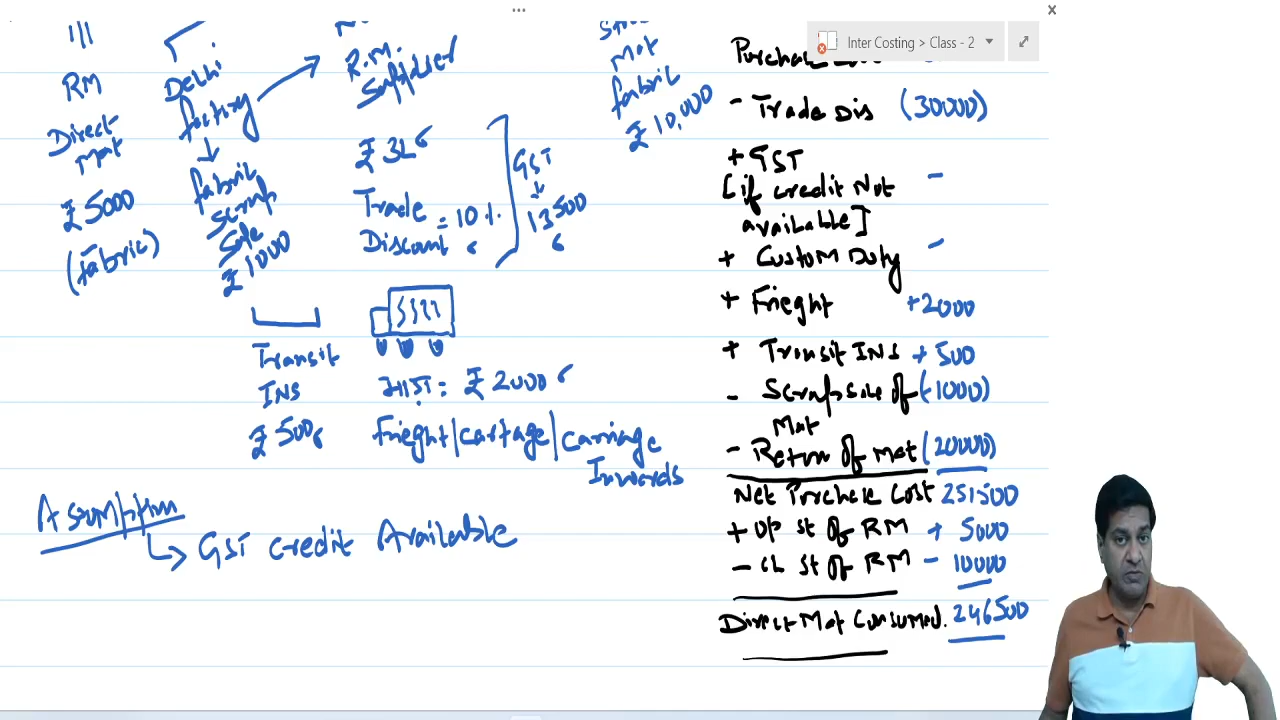 Inter Costing > Class - 2
RM
Direct
Mat
₹5000
(fabric)
Delhi
factory
fabric
Scrap
Sale
₹1000
R.M.
Supplier
₹3L
Trade
Discount = 10%
GST
13500
Mat
fabric
₹10,000
Transit
INS
₹500
= ₹2000
Frieght/cartage/carriage
Inwards
Assumption
GST credit Available
- Trade Dis (30000)
+ GST
[if credit Not -
available]
+ Custom Duty -
+ Frieght +2000
+ Transit INS +500
- Scrap sale of (-1000)
Mat
- Return of mat (20000)
Net Purchase Cost 251500
+ Op st of RM + 5000
- Cl st of RM - 10000
Direct Mat Consumed. 246500